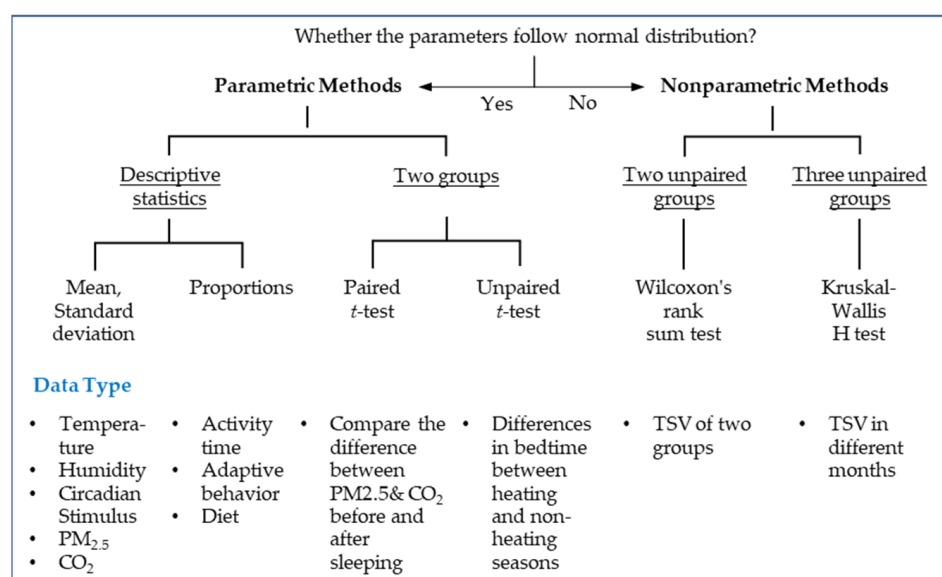 Whether the parameters follow normal distribution?
Parametric Methods
Yes
No
Nonparametric Methods
Descriptive
statistics
Two groups
Two unpaired
groups
Three unpaired
groups
Mean,
Standard
deviation
Proportions
Paired
t-test
Unpaired
t-test
Wilcoxon's
rank
sum test
Kruskal-
Wallis
H test
Data Type
• Tempera-
ture
• Humidity
• Circadian
Stimulus
• PM2.5
• CO2
• Activity
time
• Adaptive
behavior
• Diet
• Compare the
difference
between
PM2.5& CO2
before and
after
sleeping
• Differences
in bedtime
between
heating
and non-
heating
seasons
• TSV of two
groups
• TSV in
different
months